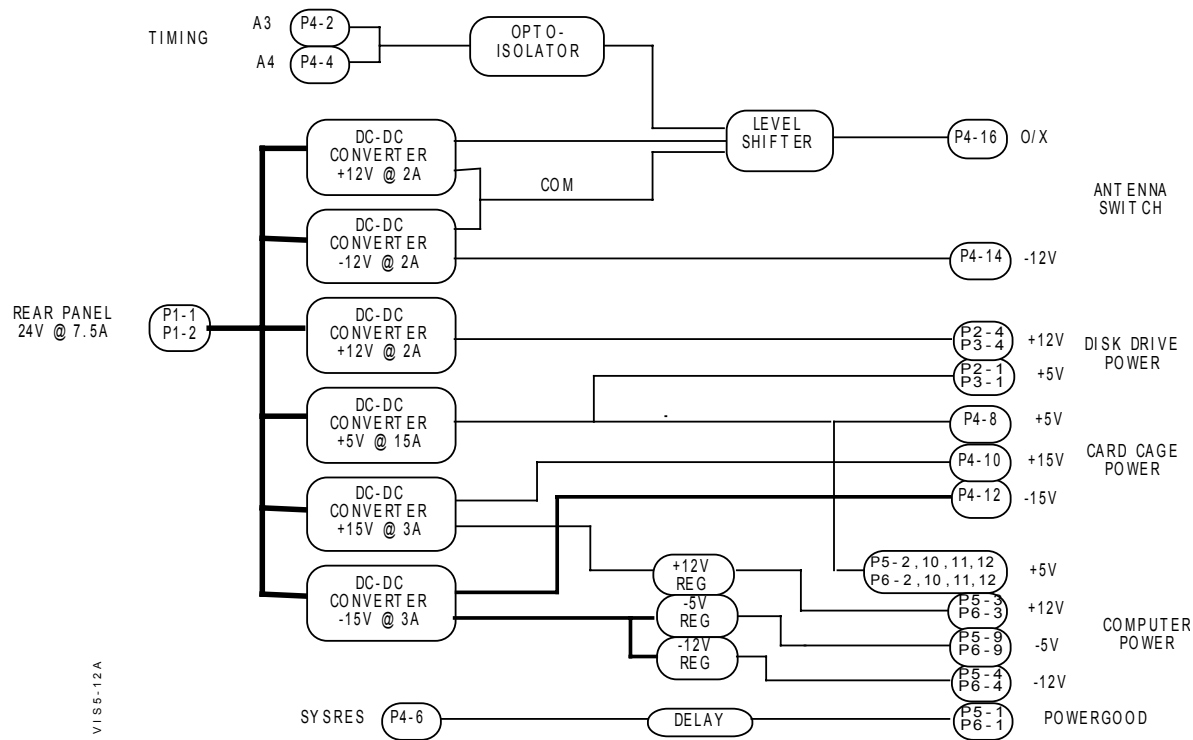 TIMING
A3 P4-2
A4 P4-4
OPTO-
ISOLATOR
DC-DC
CONVERTER
+12V @ 2A
LEVEL
SHIFTER
P4-16 O/X
COM
ANTENNA
SWITCH
DC-DC
CONVERTER
-12V @ 2A
P4-14 -12V
REAR PANEL
24V @ 7.5A
P1-1
P1-2
DC-DC
CONVERTER
+12V @ 2A
P2-4
P3-4
+12V
DISK DRIVE
POWER
P2-1
P3-1
+5V
DC-DC
CONVERTER
+5V @ 15A
P4-8 +5V
P4-10 +15V
CARD CAGE
POWER
P4-12 -15V
DC-DC
CONVERTER
+15V @ 3A
+12V
REG
P5-2,10,11,12
P6-2,10,11,12
+5V
DC-DC
CONVERTER
-15V @ 3A
-5V
REG
P5-3
P6-3
+12V
COMPUTER
POWER
-12V
REG
P5-9
P6-9
-5V
P5-4
P6-4
-12V
SYSRES P4-6
DELAY
P5-1
P6-1
POWERGOOD
VIS5-12A